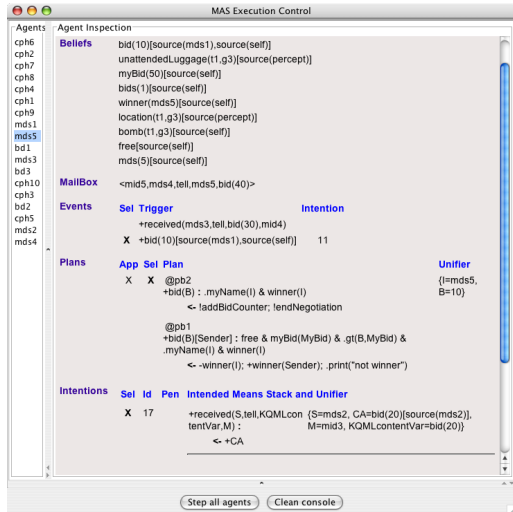 MAS Execution Control
Agents
Agent Inspection
cph6
cph2
cph7
cph8
cph4
cph1
cph9
mds1
mds5
bd1
mds3
bd3
cph10
cph3
bd2
cph5
mds2
mds4
Beliefs
bid(10)[source(mds1),source(self)]
unattendedLuggage(t1,g3)[source(percept)]
myBid(50)[source(self)]
bids(1)[source(self)]
winner(mds5)[source(self)]
location(t1,g3)[source(percept)]
bomb(t1,g3)[source(percept)]
free[source(self)]
mds(5)[source(self)]
MailBox
<mid5,mds4,tell,mds5,bid(40)>
Events
Sel Trigger Intention
+received(mds3,tell,bid(30),mid4)
X +bid(10)[source(mds1),source(self)] 11
Plans
App Sel Plan Unifier
X X @pb2 {I=mds5,
+bid(B) : .myName(I) & winner(I) B=10}
<- !addBidCounter; !endNegotiation
@pb1
+bid(B)[Sender] : free & myBid(MyBid) & .gt(B,MyBid) &
.myName(I) & winner(I)
<- -winner(I); +winner(Sender); .print("not winner")
Intentions
Sel Id Pen Intended Means Stack and Unifier
X 17 +received(S,tell,KQMLcon {S=mds2, CA=bid(20)[source(mds2)],
tentVar,M) : M=mid3, KQMLcontentVar=bid(20)}
<- +CA
Step all agents
Clean console